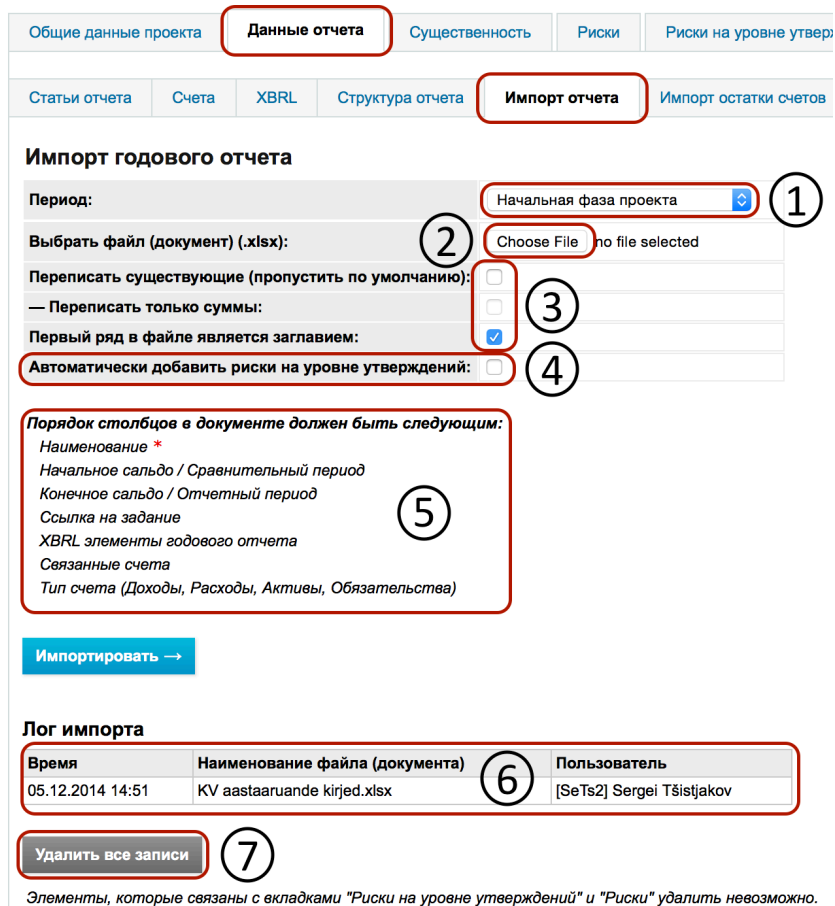 Общие данные проекта Данные отчета Существенность Риски Риски на уровне утверж
Статьи отчета Счета XBRL Структура отчета Импорт отчета Импорт остатки счетов
Импорт годового отчета
Период: Начальная фаза проекта 1
Выбрать файл (документ) (.xlsx): 2 Choose File no file selected
Переписать существующие (пропустить по умолчанию):
— Переписать только суммы: 3
Первый ряд в файле является заглавием:
Автоматически добавить риски на уровне утверждений: 4
Порядок столбцов в документе должен быть следующим:
Наименование *
Начальное сальдо / Сравнительный период
Конечное сальдо / Отчетный период
Ссылка на задание 5
XBRL элементы годового отчета
Связанные счета
Тип счета (Доходы, Расходы, Активы, Обязательства)
Импортировать →
Лог импорта
Время Наименование файла (документа) 6 Пользователь
05.12.2014 14:51 KV aastaaruande kirjed.xlsx [SeTs2] Sergei Tšistjakov
Удалить все записи 7
Элементы, которые связаны с вкладками "Риски на уровне утверждений" и "Риски" удалить невозможно.